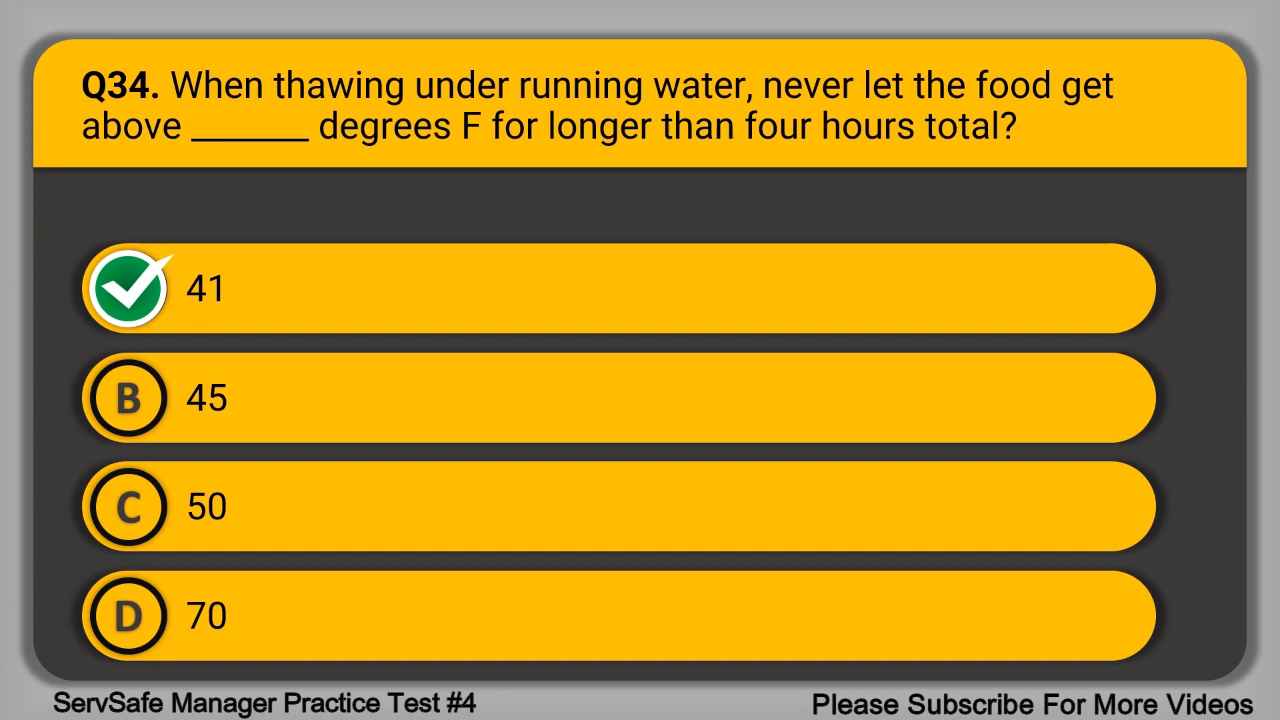 Q34. When thawing under running water, never let the food get
above _______ degrees F for longer than four hours total?
41
B 45
C 50
D 70
ServSafe Manager Practice Test #4
Please Subscribe For More Videos